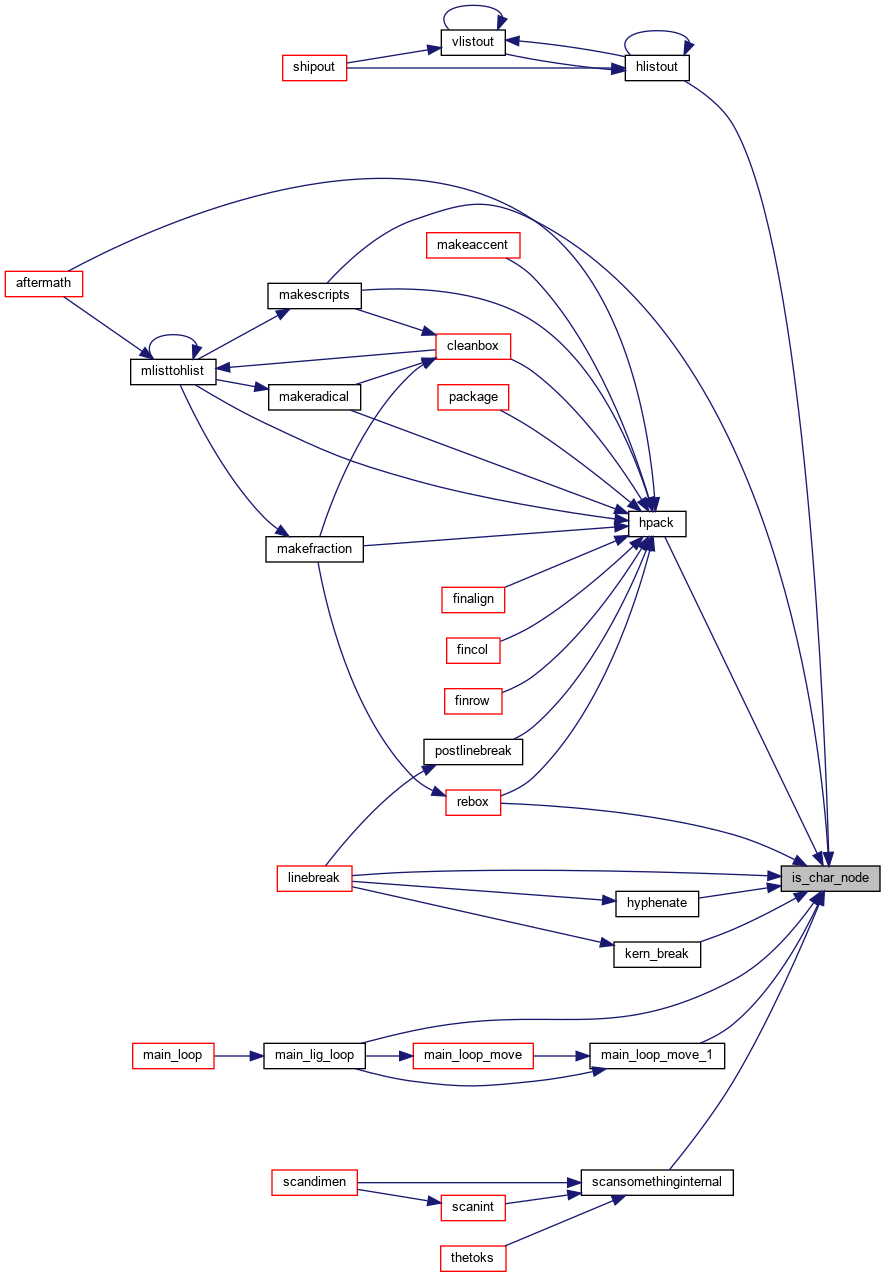 vlistout
shipout
hlistout
makeaccent
aftermath
makescripts
cleanbox
mlisttohlist
makeradical
package
hpack
makefraction
finalign
fincol
finrow
postlinebreak
rebox
linebreak
is_char_node
hyphenate
kern_break
main_loop
main_lig_loop
main_loop_move
main_loop_move_1
scandimen
scansomethinginternal
scanint
thetoks